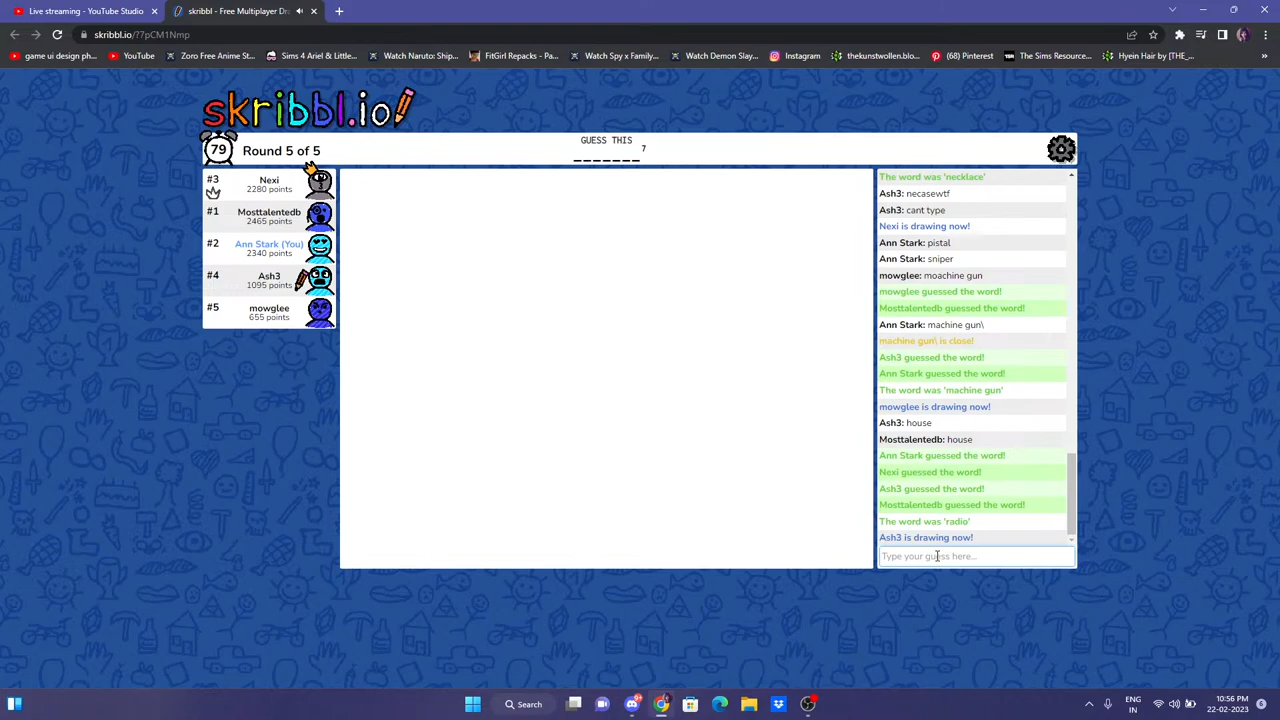 Live streaming - YouTube Studio
skribbl - Free Multiplayer Dr
skribbl.io/?7pCM1Nmp
game ui design ph...
YouTube
Zoro Free Anime St...
Sims 4 Ariel & Little...
Watch Naruto: Ship...
FitGirl Repacks - Pa...
Watch Spy x Family...
Watch Demon Slay...
Instagram
thekunstwollen.blo...
(68) Pinterest
The Sims Resource...
Hyein Hair by [THE_...
skribbl.io
79
Round 5 of 5
GUESS THIS
_______ 7
#3
Nexi
2280 points
#1
Mosttalentedb
2465 points
#2
Ann Stark (You)
2340 points
#4
Ash3
1095 points
#5
mowglee
655 points
The word was 'necklace'
Ash3: necasewtf
Ash3: cant type
Nexi is drawing now!
Ann Stark: pistal
Ann Stark: sniper
mowglee: moachine gun
mowglee guessed the word!
Mosttalentedb guessed the word!
Ann Stark: machine gun\
machine gun\ is close!
Ash3 guessed the word!
Ann Stark guessed the word!
The word was 'machine gun'
mowglee is drawing now!
Ash3: house
Mosttalentedb: house
Ann Stark guessed the word!
Nexi guessed the word!
Ash3 guessed the word!
Mosttalentedb guessed the word!
The word was 'radio'
Ash3 is drawing now!
Type your guess here...
Search
ENG
IN
10:56 PM
22-02-2023